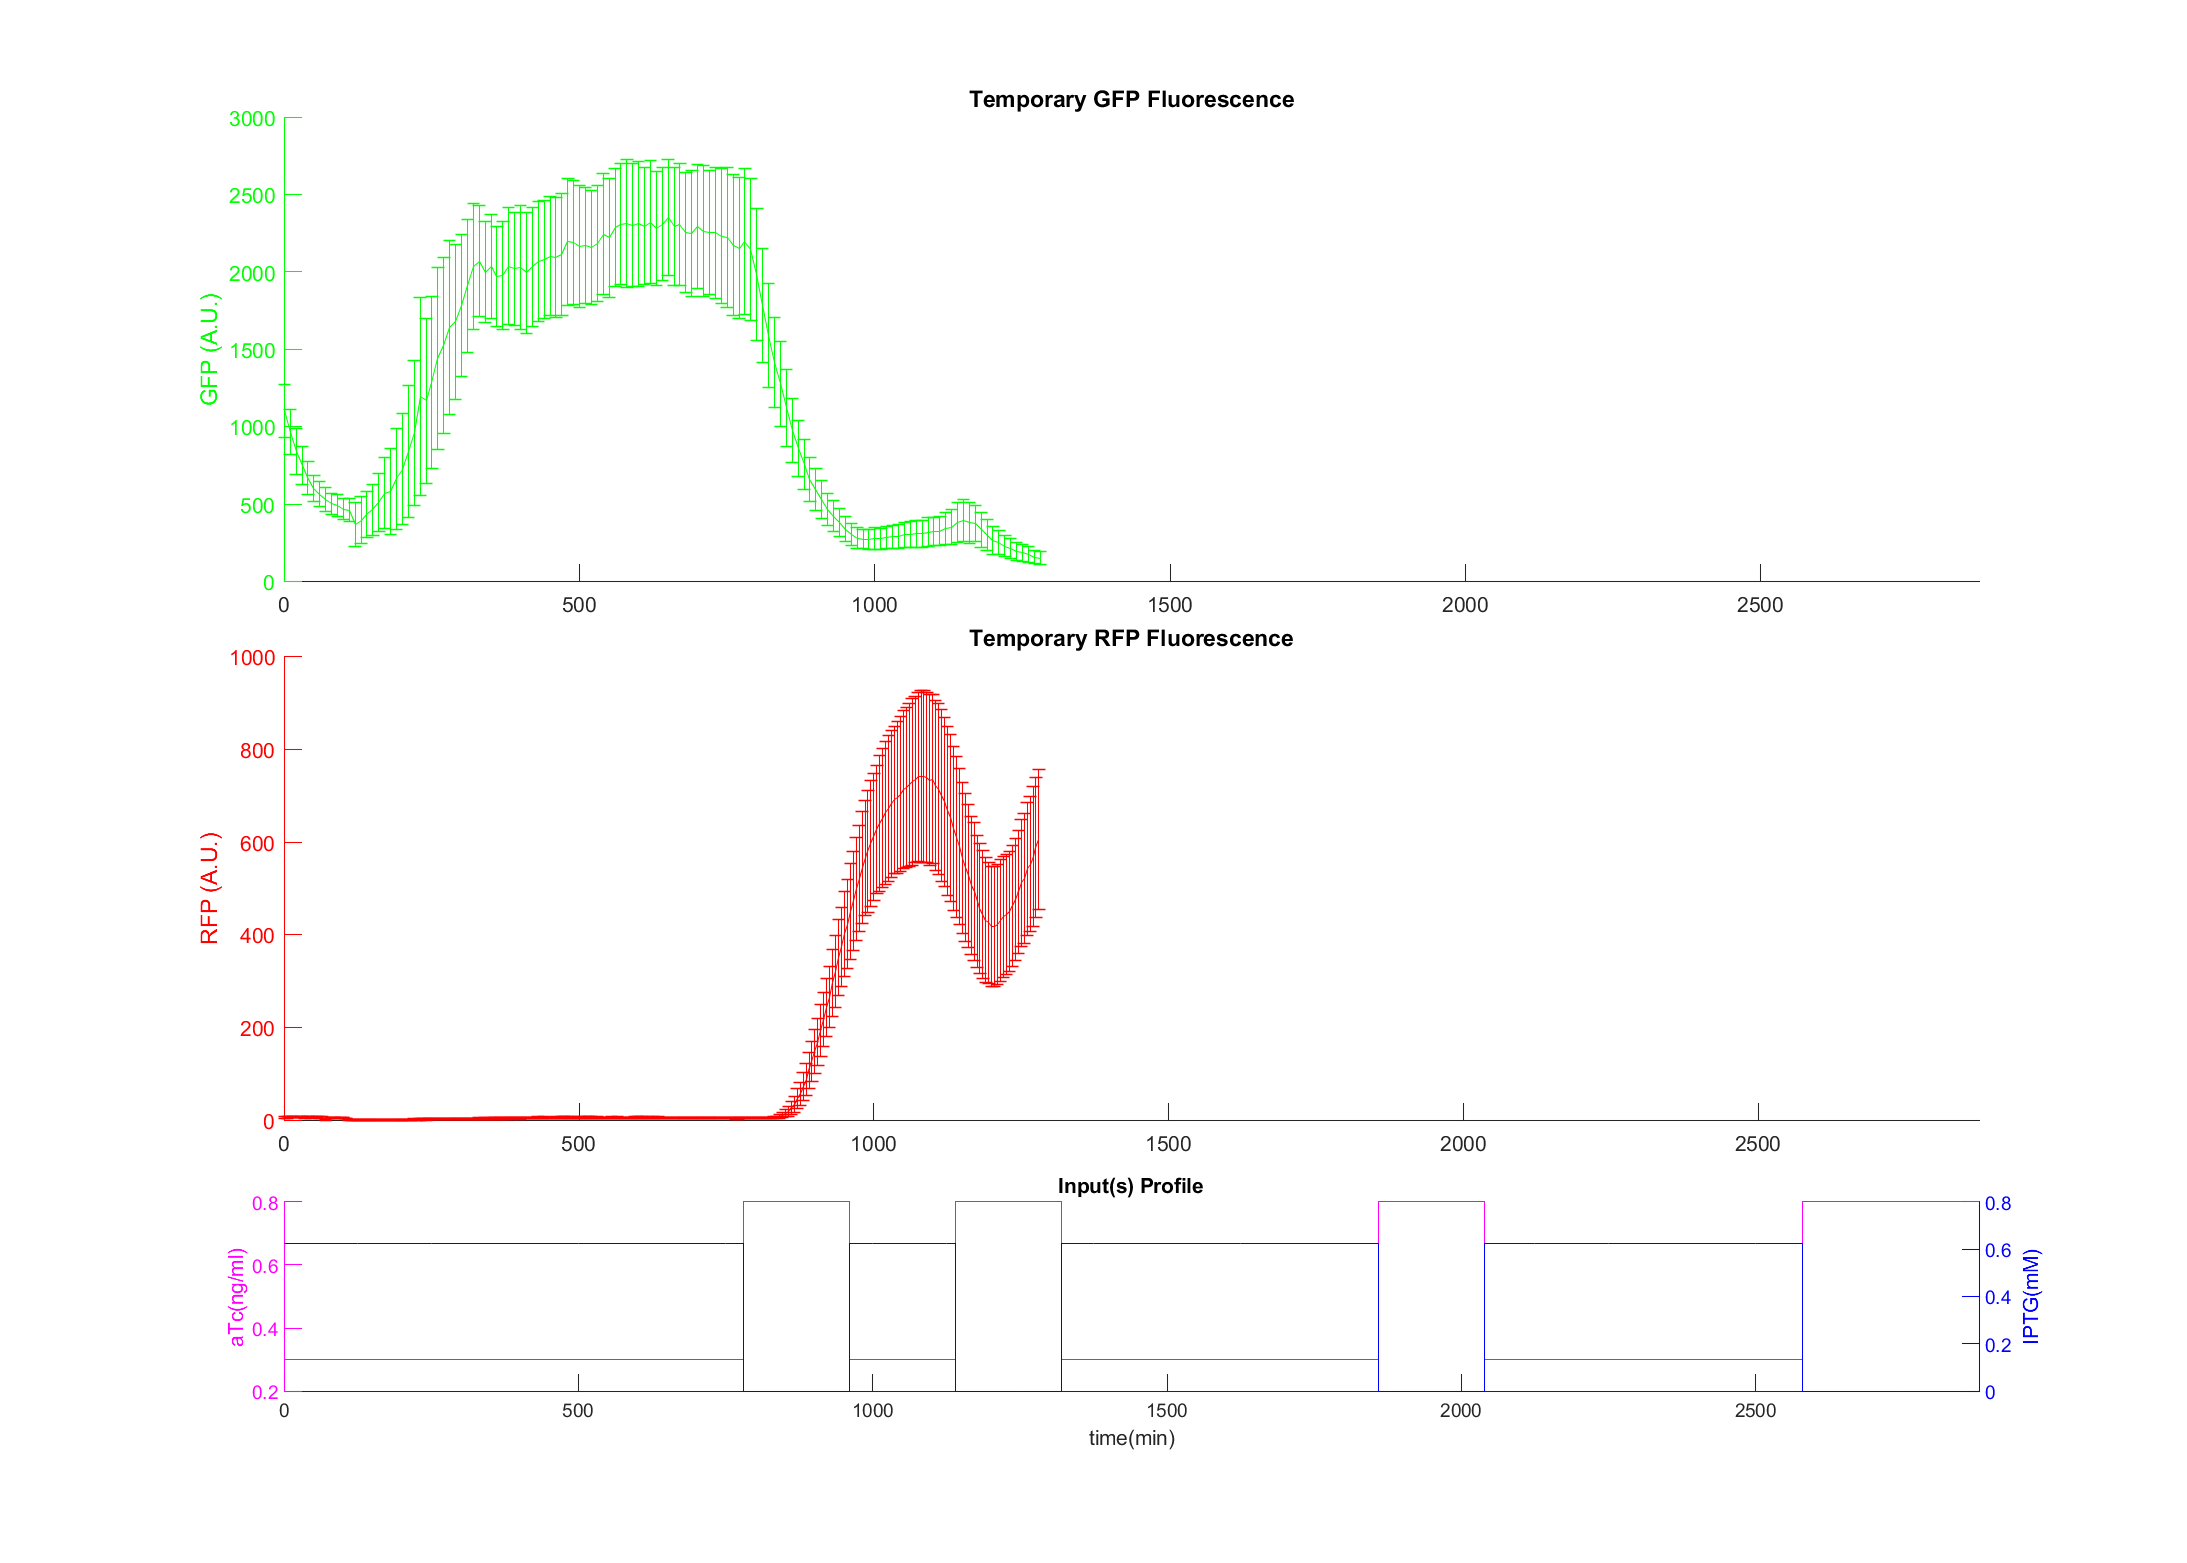 Temporary GFP Fluorescence
3000
2500
2000
1500
1000
500
0
GFP (A.U.)
0 500 1000 1500 2000 2500
Temporary RFP Fluorescence
1000
800
600
400
200
0
RFP (A.U.)
0 500 1000 1500 2000 2500
Input(s) Profile
0.8
0.6
0.4
0.2
aTc(ng/ml)
0.8
0.6
0.4
0.2
0
IPTG(mM)
0 500 1000 1500 2000 2500
time(min)